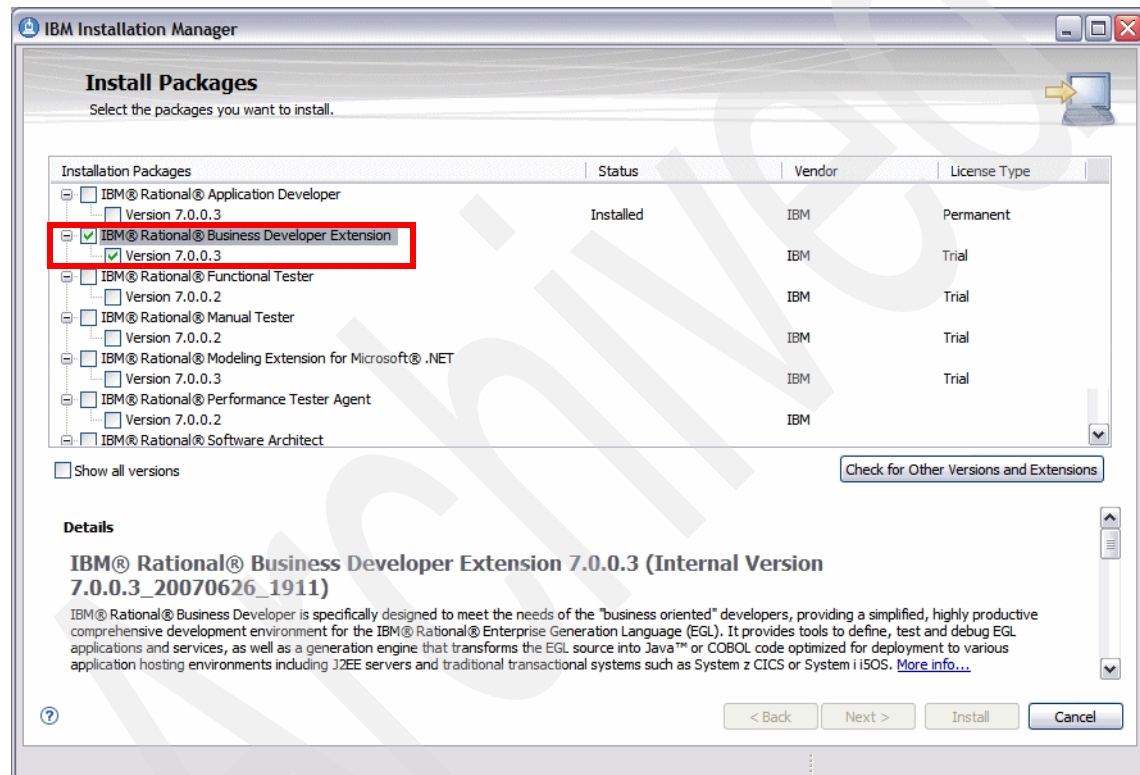 IBM Installation Manager
Install Packages
Select the packages you want to install.
Installation Packages Status Vendor License Type
IBM® Rational® Application Developer
Version 7.0.0.3 Installed IBM Permanent
IBM® Rational® Business Developer Extension
Version 7.0.0.3 IBM Trial
IBM® Rational® Functional Tester
Version 7.0.0.2 IBM Trial
IBM® Rational® Manual Tester
Version 7.0.0.2 IBM Trial
IBM® Rational® Modeling Extension for Microsoft® .NET
Version 7.0.0.3 IBM Trial
IBM® Rational® Performance Tester Agent
Version 7.0.0.2 IBM
IBM® Rational® Software Architect
Show all versions Check for Other Versions and Extensions
Details
IBM® Rational® Business Developer Extension 7.0.0.3 (Internal Version
7.0.0.3_20070626_1911)
IBM® Rational® Business Developer is specifically designed to meet the needs of the "business oriented" developers, providing a simplified, highly productive
comprehensive development environment for the IBM® Rational® Enterprise Generation Language (EGL). It provides tools to define, test and debug EGL
applications and services, as well as a generation engine that transforms the EGL source into Java™ or COBOL code optimized for deployment to various
application hosting environments including J2EE servers and traditional transactional systems such as System z CICS or System i i5OS. More info...
? < Back Next > Install Cancel
Archived